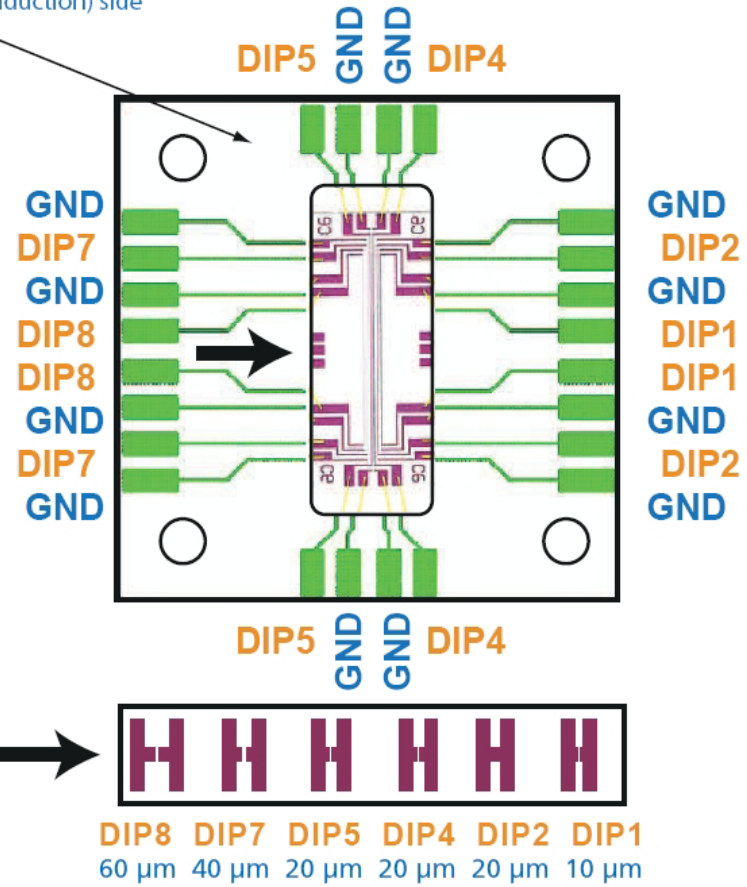 side
DIP5 GND GND DIP4
GND GND
DIP7 DIP2
GND GND
DIP8 DIP1
DIP8 DIP1
GND GND
DIP7 DIP2
GND GND
DIP5 GND GND DIP4
DIP8 DIP7 DIP5 DIP4 DIP2 DIP1
60 µm 40 µm 20 µm 20 µm 20 µm 10 µm